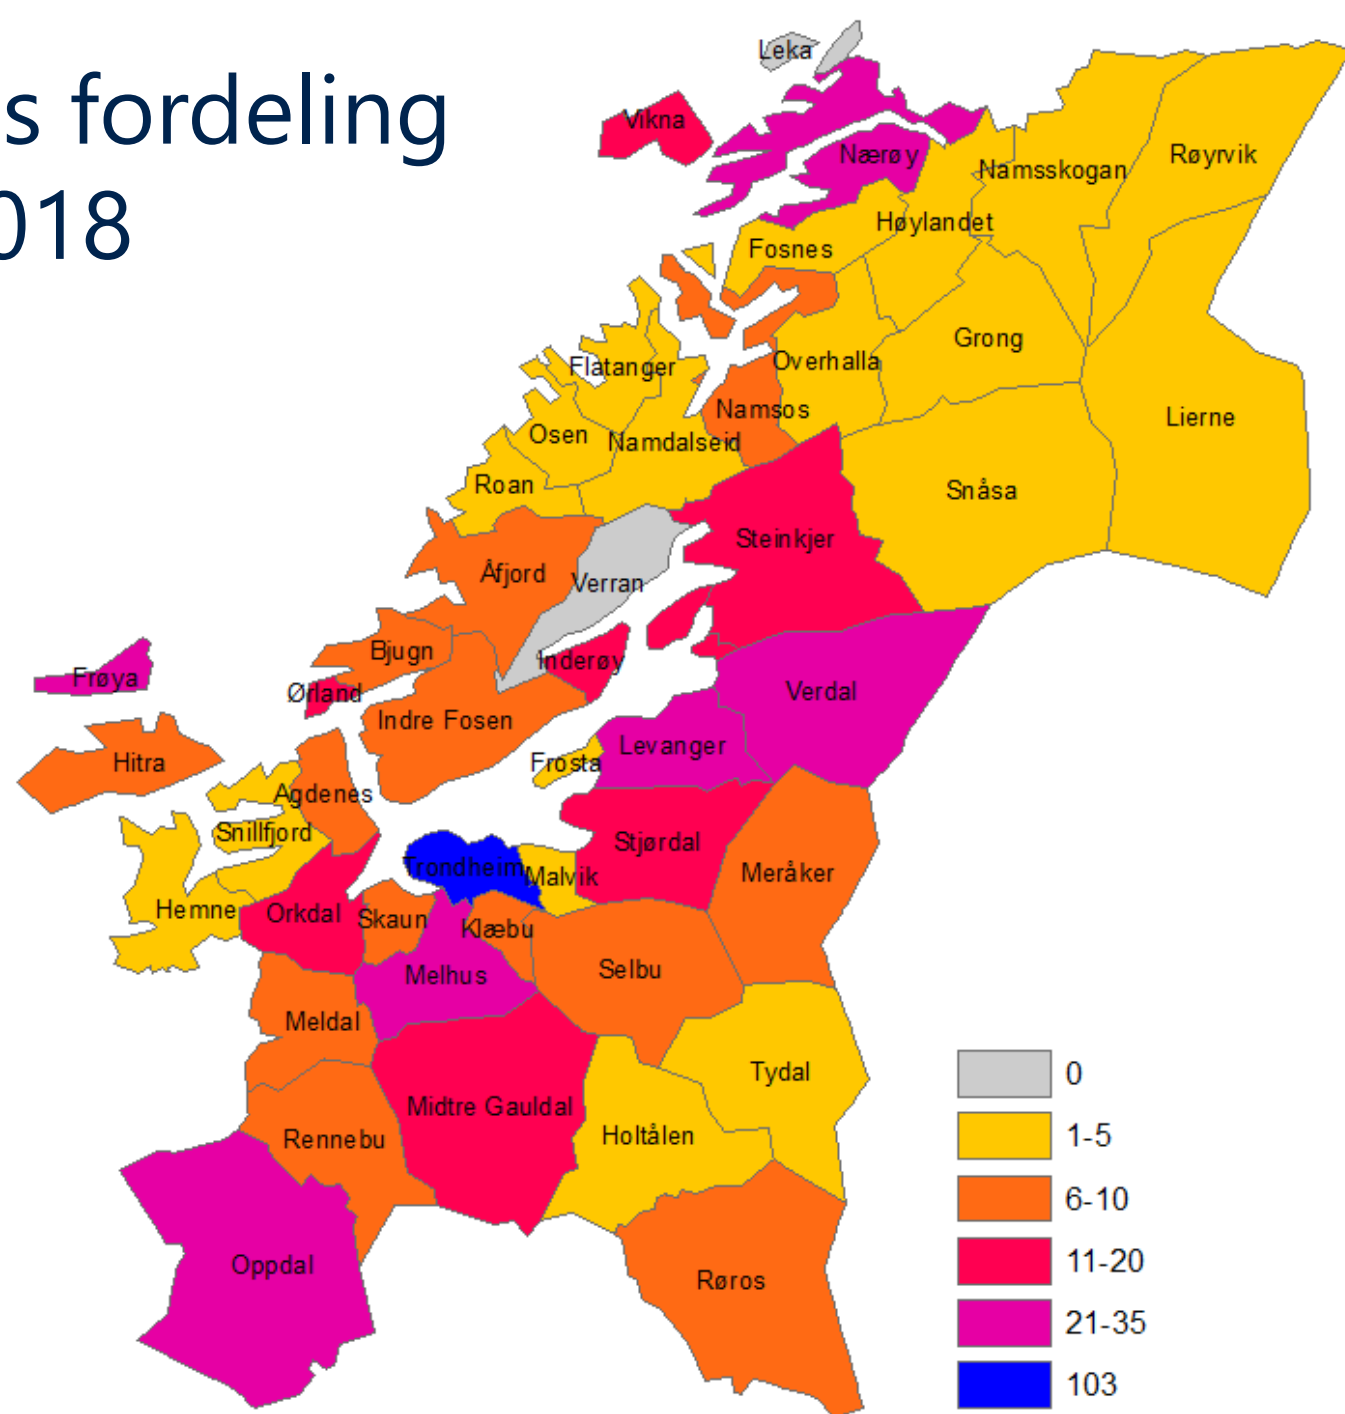 s fordeling
018
Leka
Vikna
Nærøy
Namsskogan
Røyrvik
Høylandet
Fosnes
Grong
Overhalla
Flatanger
Namsos
Lierne
Osen
Namdalseid
Roan
Snåsa
Steinkjer
Åfjord
Verran
Bjugn
Inderøy
Frøya
Ørland
Verdal
Indre Fosen
Levanger
Hitra
Frosta
Agdenes
Snillfjord
Stjørdal
Trondheim
Malvik
Meråker
Hemne
Orkdal
Skaun
Klæbu
Melhus
Selbu
Meldal
Tydal
Midtre Gauldal
Holtålen
Rennebu
Oppdal
Røros
0
1-5
6-10
11-20
21-35
103